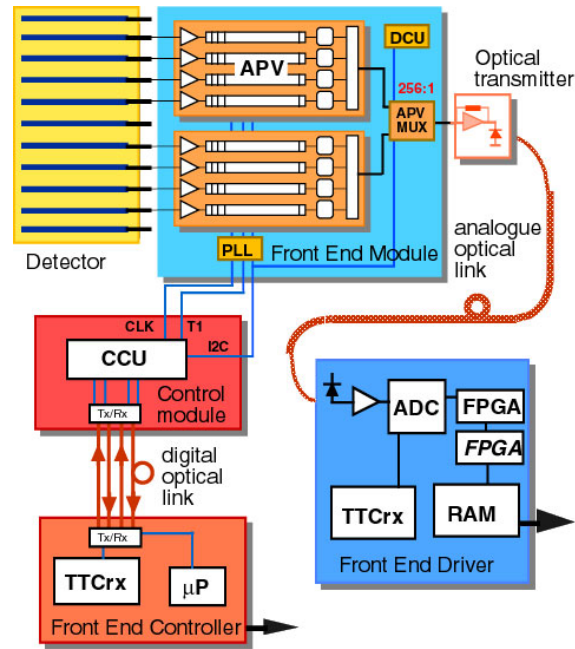 DCU
Optical
transmitter
APV
256:1
APV
MUX
PLL
Front End Module
Detector
analogue
optical
link
CLK
T1
I2C
CCU
Control
module
Tx/Rx
digital
optical
link
ADC
FPGA
FPGA
TTCrx
RAM
Front End Driver
Tx/Rx
TTCrx
µP
Front End Controller